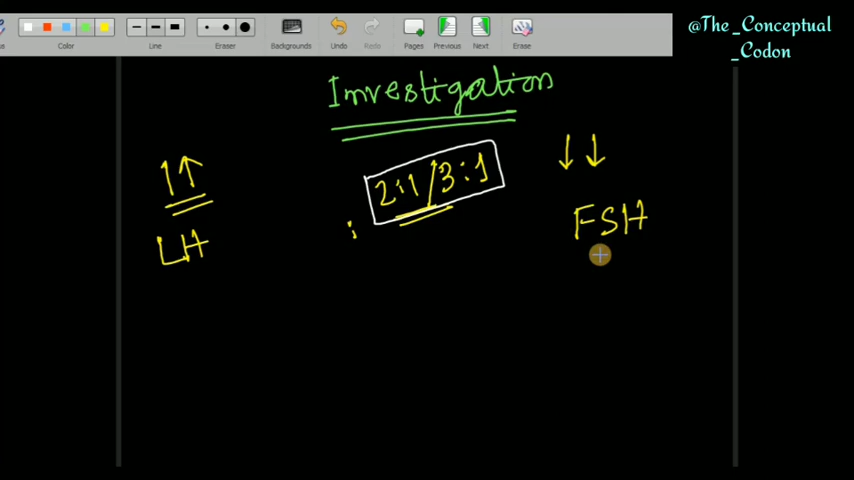 Color
Line
Eraser
Backgrounds
Undo
Redo
Pages
Previous
Next
Erase
@The_Conceptual
_Codon
Investigation
↑↑
2:1/3:1
↓↓
LH
:
FSH